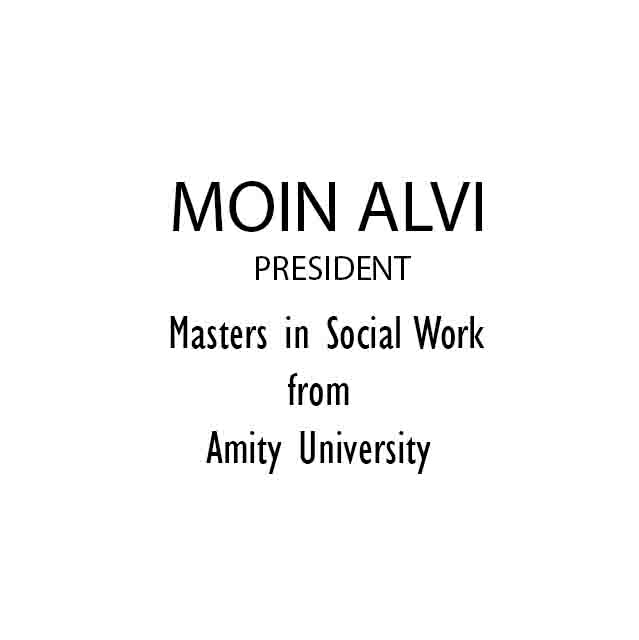 MOIN ALVI
PRESIDENT
Masters in Social Work
from
Amity University